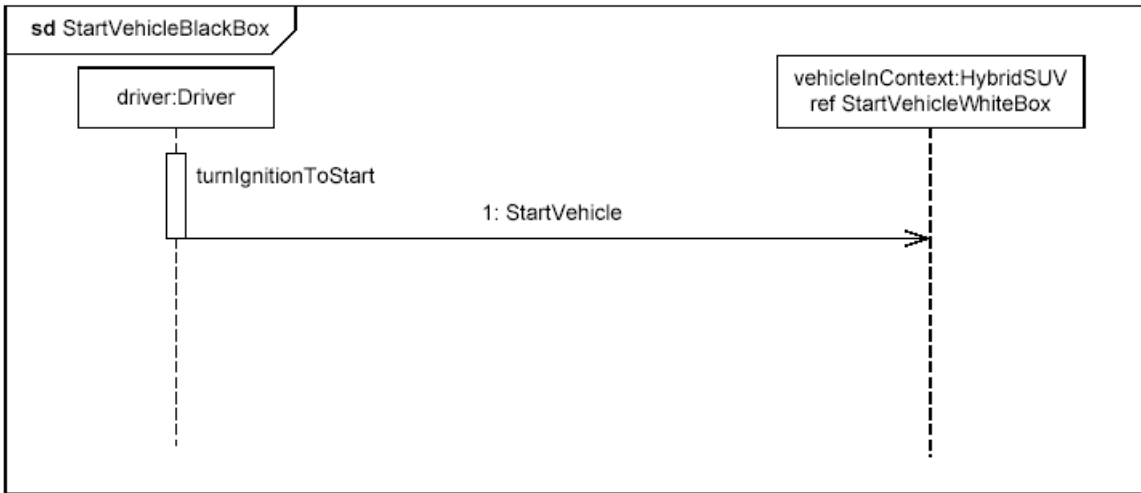 sd StartVehicleBlackBox
driver:Driver
vehicleInContext:HybridSUV
ref StartVehicleWhiteBox
turnIgnitionToStart
1: StartVehicle